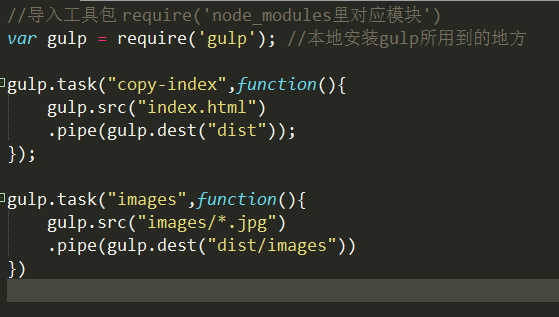 //导入工具包 require('node_modules里对应模块')
var gulp = require('gulp'); //本地安装gulp所用到的地方
gulp.task("copy-index",function(){
gulp.src("index.html")
.pipe(gulp.dest("dist"));
});
gulp.task("images",function(){
gulp.src("images/*.jpg")
.pipe(gulp.dest("dist/images"))
})